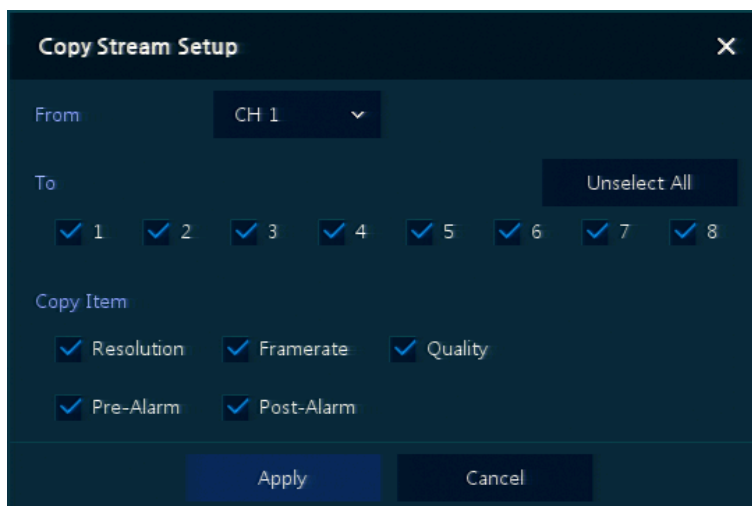 Copy Stream Setup
From CH 1
To Unselect All
1 2 3 4 5 6 7 8
Copy Item
Resolution Framerate Quality
Pre-Alarm Post-Alarm
Apply Cancel